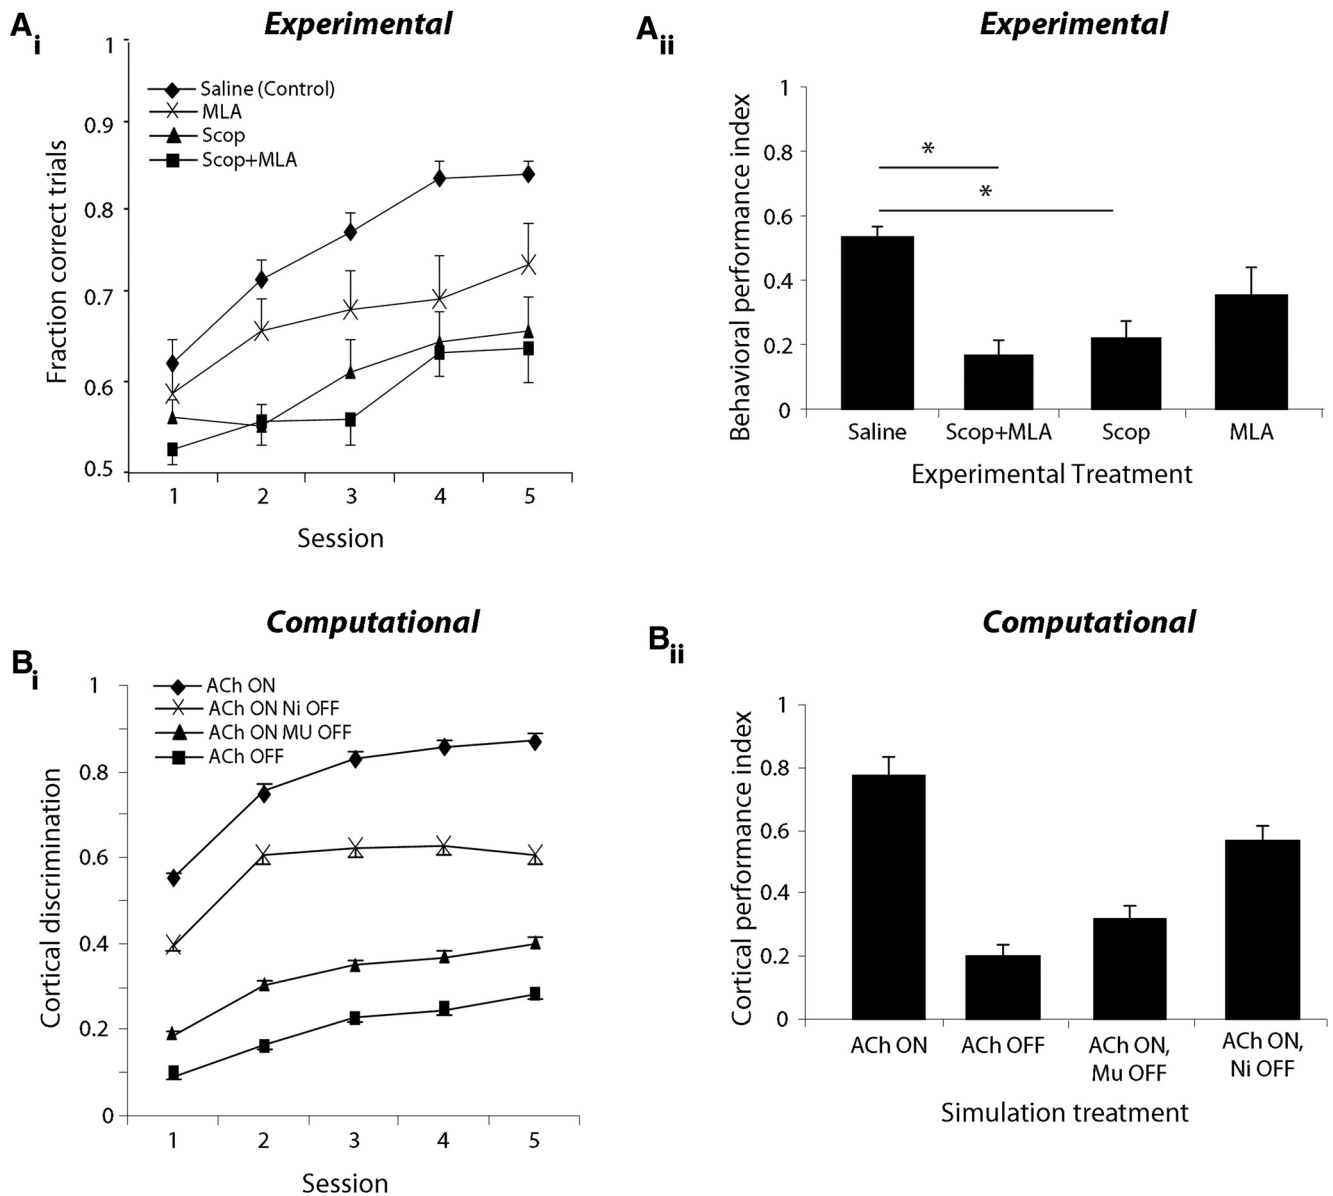 Ai
Experimental
1
0.9
0.8
0.7
0.6
0.5
Fraction correct trials
Saline (Control)
MLA
Scop
Scop+MLA
1 2 3 4 5
Session
Aii
Experimental
1
0.8
0.6
0.4
0.2
0
Behavioral performance index
*
*
Saline Scop+MLA Scop MLA
Experimental Treatment
Bi
Computational
1
0.8
0.6
0.4
0.2
0
Cortical discrimination
ACh ON
ACh ON Ni OFF
ACh ON MU OFF
ACh OFF
1 2 3 4 5
Session
Bii
Computational
1
0.8
0.6
0.4
0.2
0
Cortical performance index
ACh ON ACh OFF ACh ON, ACh ON,
Mu OFF Ni OFF
Simulation treatment